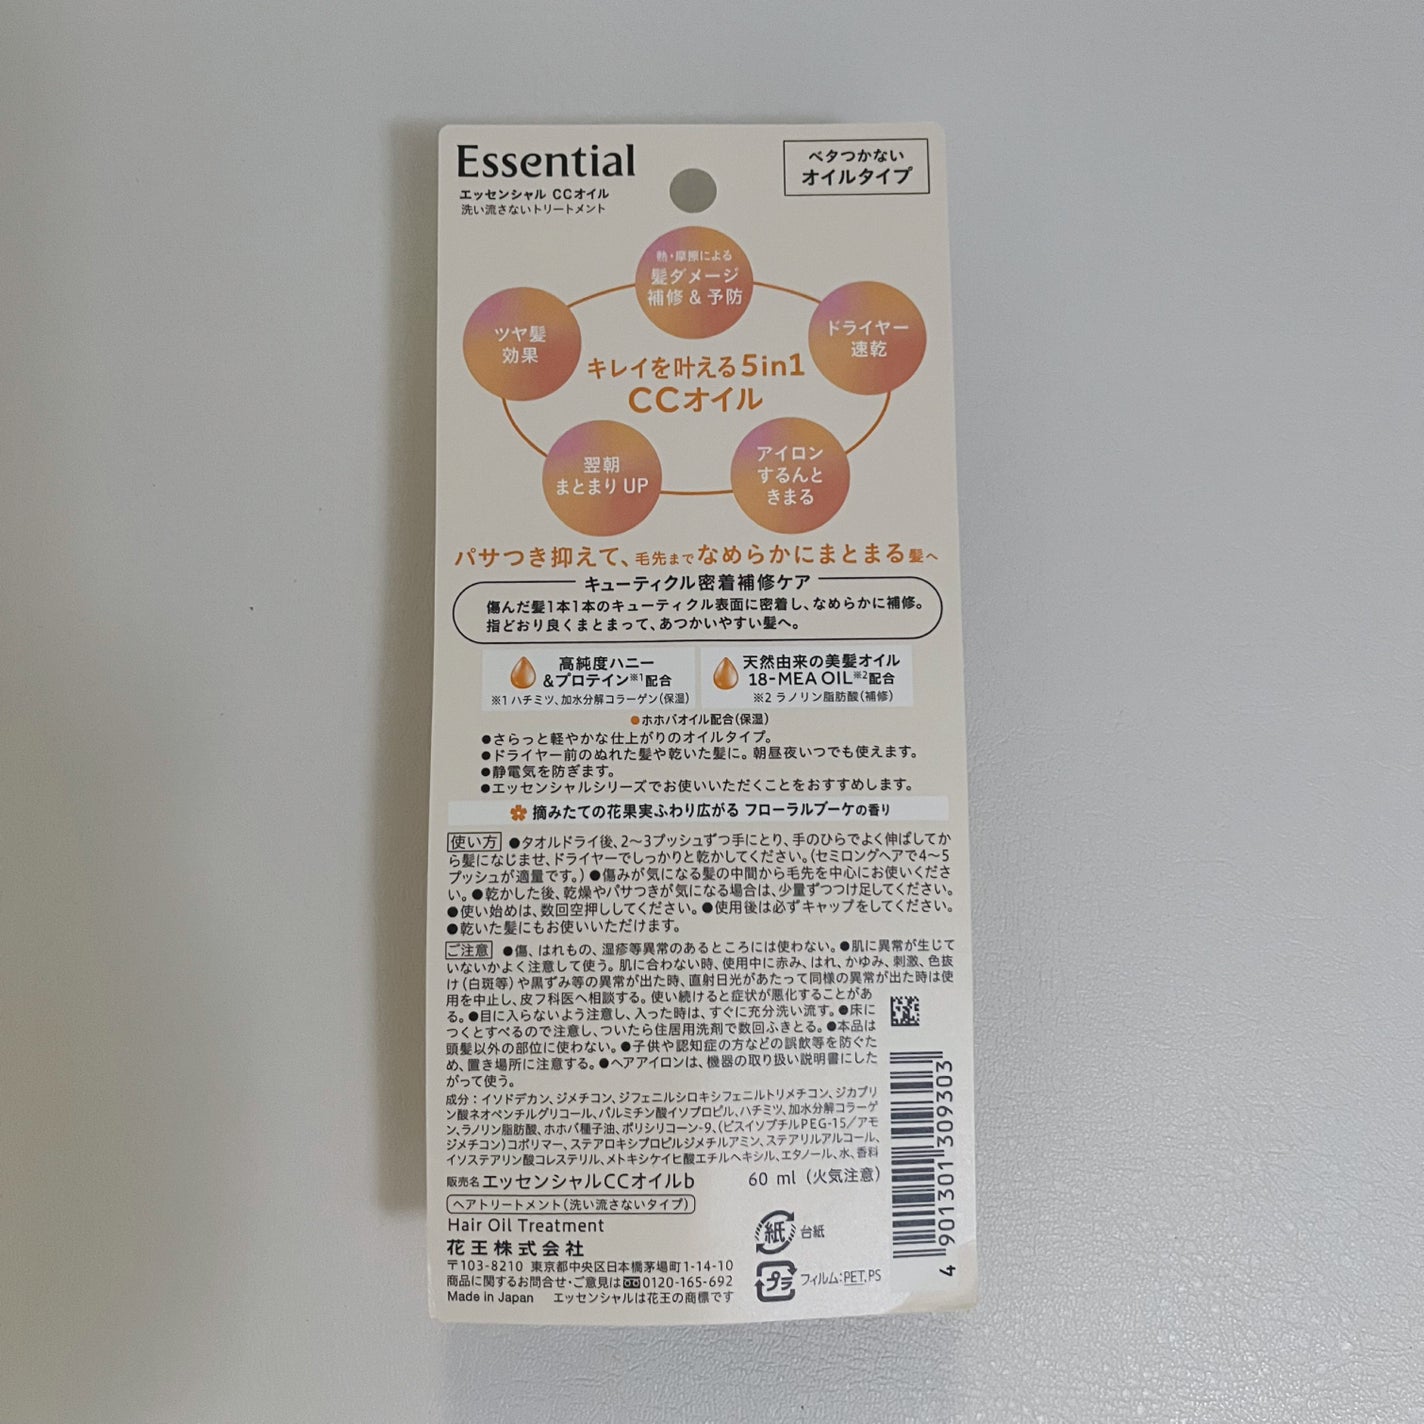 Essential
エッセンシャル CCオイル
洗い流さないトリートメント
ベタつかない
オイルタイプ
熱・摩擦による
髪ダメージ
補修 & 予防
ツヤ髪
効果
ドライヤー
速乾
キレイを叶える5in1
CCオイル
翌朝
まとまり UP
アイロン
するんと
きまる
パサつき抑えて、毛先までなめらかにまとまる髪へ
キューティクル密着補修ケア
傷んだ髪1本1本のキューティクル表面に密着し、なめらかに補修。
指どおり良くまとまって、あつかいやすい髪へ。
高純度ハニー
&プロテイン※1配合
※1 ハチミツ、加水分解コラーゲン(保湿)
天然由来の美髪オイル
18-MEA OIL※2配合
※2 ラノリン脂肪酸(補修)
●ホホバオイル配合(保湿)
●さらっと軽やかな仕上がりのオイルタイプ。
●ドライヤー前のぬれた髪や乾いた髪に。朝昼夜いつでも使えます。
●静電気を防ぎます。
●エッセンシャルシリーズでお使いいただくことをおすすめします。
摘みたての花果実ふわり広がる フローラルブーケの香り
使い方 ●タオルドライ後、2〜3プッシュずつ手にとり、手のひらでよく伸ばしてか
ら髪になじませ、ドライヤーでしっかりと乾かしてください。(セミロングヘアで4〜5
プッシュが適量です。) ●傷みが気になる髪の中間から毛先を中心にお使いくださ
い。●乾かした後、乾燥やパサつきが気になる場合は、少量ずつつけ足してください。
●使い始めは、数回空押ししてください。●使用後は必ずキャップをしてください。
●乾いた髪にもお使いいただけます。
ご注意 ●傷、はれもの、湿疹等異常のあるところには使わない。●肌に異常が生じて
いないかよく注意して使う。肌に合わない時、使用中に赤み、はれ、かゆみ、刺激、色抜
け(白斑等)や黒ずみ等の異常が出た時、直射日光があたって同様の異常が出た時は使
用を中止し、皮フ科医へ相談する。使い続けると症状が悪化することがあ
る。●目に入らないよう注意し、入った時は、すぐに充分洗い流す。●床に
つくとすべるので注意し、ついたら住居用洗剤で数回ふきとる。●本品は
頭髪以外の部位に使わない。●子供や認知症の方などの誤飲等を防ぐた
め、置き場所に注意する。●ヘアアイロンは、機器の取り扱い説明書にした
がって使う。
成分：イソドデカン、ジメチコン、ジフェニルシロキシフェニルトリメチコン、ジカプリ
ン酸ネオペンチルグリコール、パルミチン酸イソプロピル、ハチミツ、加水分解コラーゲ
ン、ラノリン脂肪酸、ホホバ種子油、ポリシリコーン-9、(ビスイソブチルPEG-15／アモ
ジメチコン)コポリマー、ステアロキシプロピルジメチルアミン、ステアリルアルコール、
イソステアリン酸コレステリル、メトキシケイヒ酸エチルヘキシル、エタノール、水、香料
販売名 エッセンシャルCCオイルb
60 ml (火気注意)
ヘアトリートメント(洗い流さないタイプ)
Hair Oil Treatment
花王株式会社
〒103-8210 東京都中央区日本橋茅場町1-14-10
商品に関するお問合せ・ご意見は 0120-165-692
Made in Japan エッセンシャルは花王の商標です
紙 台紙
プラ フィルム:PET,PS
4 901301 309303